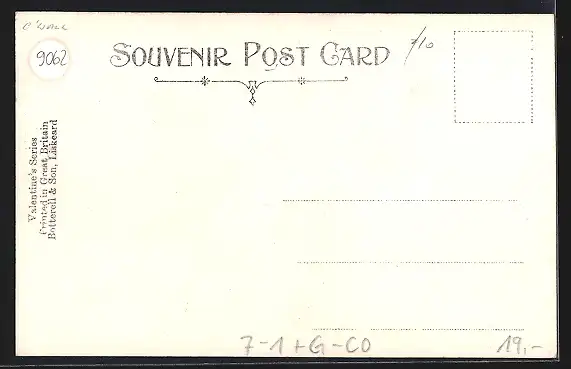 C'WALL
9062
SOUVENIR POST CARD
7/10
Valentine's Series
Printed in Great Britain
Botterell & Son, Liskeard
7-1+G-CO
19,-